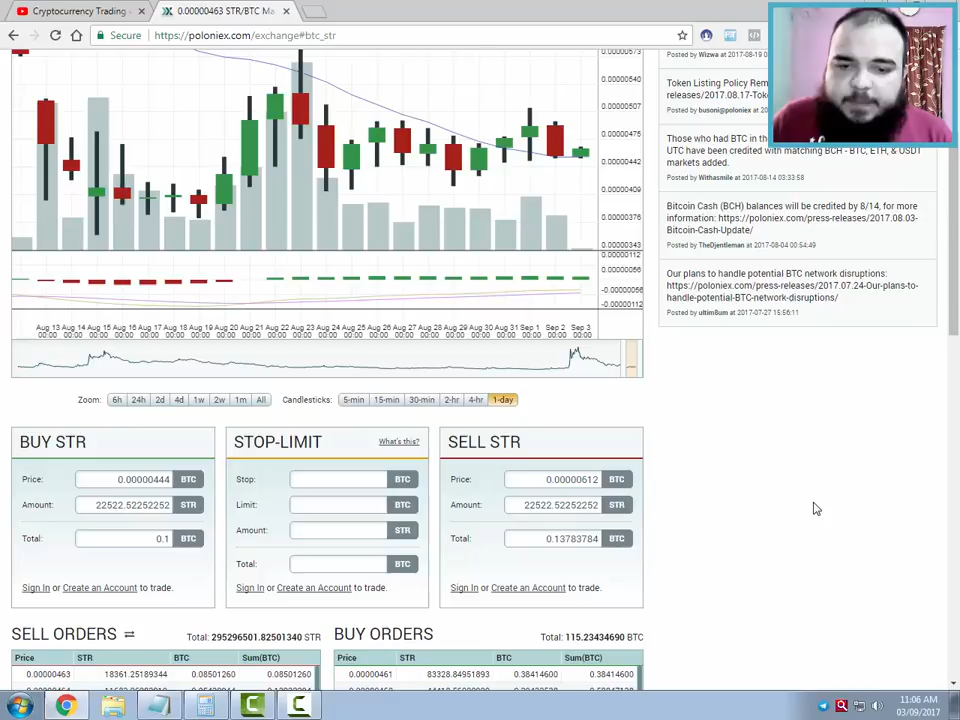 Cryptocurrency Trading - × 0.00000463 STR/BTC Ma ×
Secure https://poloniex.com/exchange#btc_str
0.00000573
0.00000540
0.00000507
0.00000475
0.00000442
0.00000409
0.00000376
0.00000343
0.00000112
0.00000056
-0.00000056
-0.00000112
Aug 13 Aug 14 Aug 15 Aug 16 Aug 17 Aug 18 Aug 19 Aug 20 Aug 21 Aug 22 Aug 23 Aug 24 Aug 25 Aug 26 Aug 27 Aug 28 Aug 29 Aug 30 Aug 31 Sep 1 Sep 2 Sep 3
00:00 00:00 00:00 00:00 00:00 00:00 00:00 00:00 00:00 00:00 00:00 00:00 00:00 00:00 00:00 00:00 00:00 00:00 00:00 00:00 00:00 00:00
Zoom: 6h 24h 2d 4d 1w 2w 1m All Candlesticks: 5-min 15-min 30-min 2-hr 4-hr 1-day
Posted by Wizwa at 2017-08-19
Token Listing Policy Rem
releases/2017.08.17-Tok
Posted by busoni@poloniex at
Those who had BTC in th
UTC have been credited with matching BCH - BTC, ETH, & USDT
markets added.
Posted by Withasmile at 2017-08-14 03:33:58
Bitcoin Cash (BCH) balances will be credited by 8/14, for more
information: https://poloniex.com/press-releases/2017.08.03-
Bitcoin-Cash-Update/
Posted by TheDjentleman at 2017-08-04 00:54:49
Our plans to handle potential BTC network disruptions:
https://poloniex.com/press-releases/2017.07.24-Our-plans-to-
handle-potential-BTC-network-disruptions/
Posted by ultim8um at 2017-07-27 15:56:11
BUY STR
Price: 0.00000444 BTC
Amount: 22522.52252252 STR
Total: 0.1 BTC
Sign In or Create an Account to trade.
STOP-LIMIT What's this?
Stop: BTC
Limit: BTC
Amount: STR
Total: BTC
Sign In or Create an Account to trade.
SELL STR
Price: 0.00000612 BTC
Amount: 22522.52252252 STR
Total: 0.13783784 BTC
Sign In or Create an Account to trade.
SELL ORDERS Total: 295296501.82501340 STR
Price STR BTC Sum(BTC)
0.00000463 18361.25189344 0.08501260 0.08501260
BUY ORDERS Total: 115.23434690 BTC
Price STR BTC Sum(BTC)
83328.84951893 0.38414600 0.38414600
11:06 AM
03/09/2017